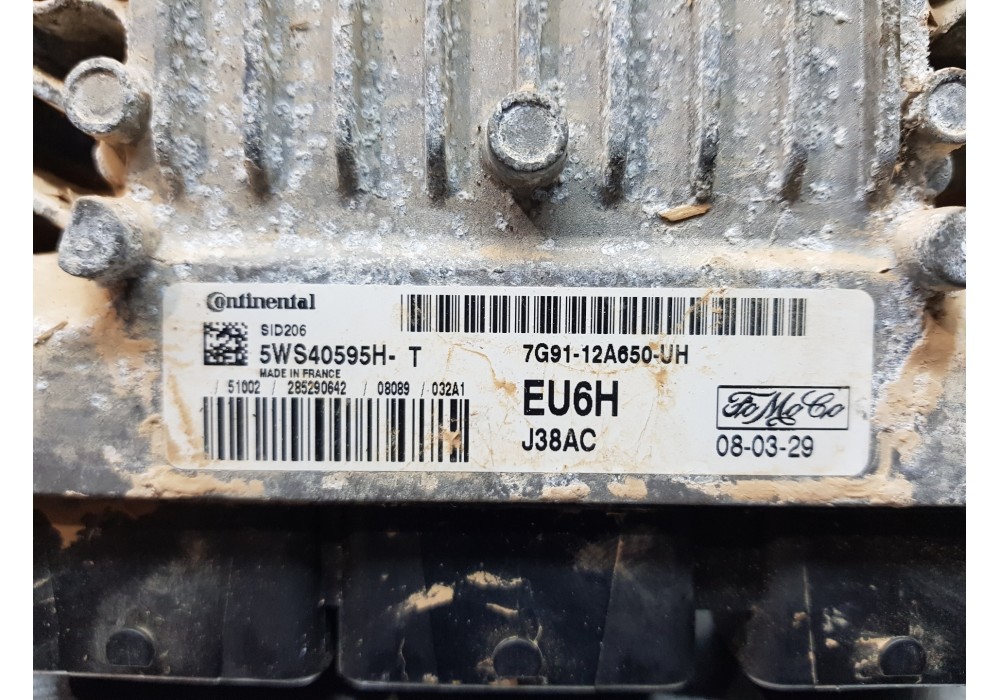 Continental
SID206
5WS40595H- T
MADE IN FRANCE
/ 51002 / 285290642 / 08089 / 032A1
7G91-12A650-UH
EU6H
J38AC
FoMoCo
08-03-29